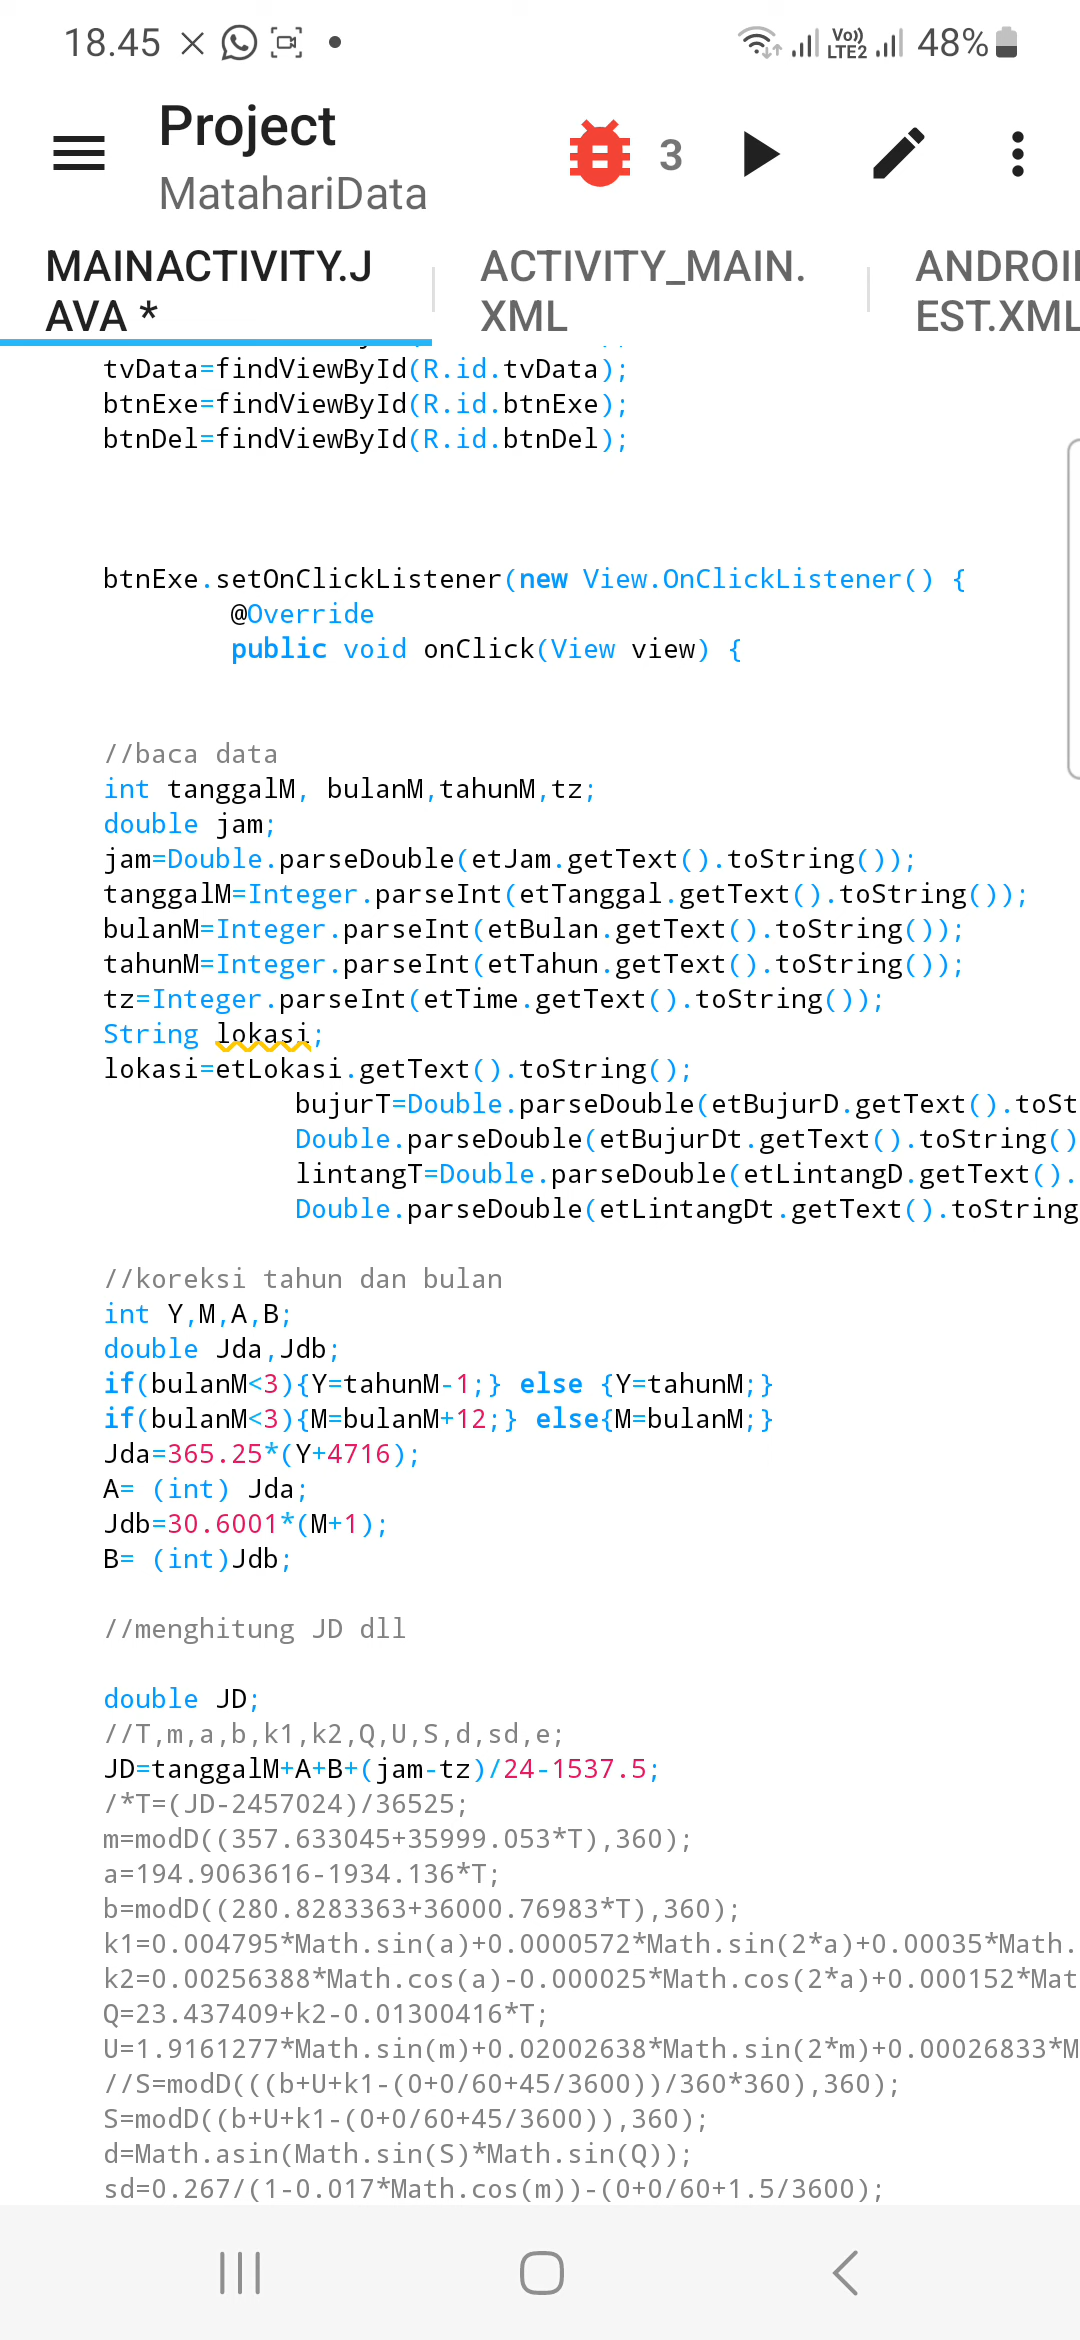 18.45
Vo))
LTE2
48%
Project
3
MatahariData
MAINACTIVITY.J
AVA *
ACTIVITY_MAIN.
XML
ANDROI
EST.XML
tvData=findViewById(R.id.tvData);
btnExe=findViewById(R.id.btnExe);
btnDel=findViewById(R.id.btnDel);
btnExe.setOnClickListener(new View.OnClickListener() {
@Override
public void onClick(View view) {
//baca data
int tanggalM, bulanM,tahunM,tz;
double jam;
jam=Double.parseDouble(etJam.getText().toString());
tanggalM=Integer.parseInt(etTanggal.getText().toString());
bulanM=Integer.parseInt(etBulan.getText().toString());
tahunM=Integer.parseInt(etTahun.getText().toString());
tz=Integer.parseInt(etTime.getText().toString());
String lokasi;
lokasi=etLokasi.getText().toString();
bujurT=Double.parseDouble(etBujurD.getText().toSt
Double.parseDouble(etBujurDt.getText().toString()
lintangT=Double.parseDouble(etLintangD.getText().
Double.parseDouble(etLintangDt.getText().toString
//koreksi tahun dan bulan
int Y,M,A,B;
double Jda,Jdb;
if(bulanM<3){Y=tahunM-1;} else {Y=tahunM;}
if(bulanM<3){M=bulanM+12;} else{M=bulanM;}
Jda=365.25*(Y+4716);
A= (int) Jda;
Jdb=30.6001*(M+1);
B= (int)Jdb;
//menghitung JD dll
double JD;
//T,m,a,b,k1,k2,Q,U,S,d,sd,e;
JD=tanggalM+A+B+(jam-tz)/24-1537.5;
/*T=(JD-2457024)/36525;
m=modD((357.633045+35999.053*T),360);
a=194.9063616-1934.136*T;
b=modD((280.8283363+36000.76983*T),360);
k1=0.004795*Math.sin(a)+0.0000572*Math.sin(2*a)+0.00035*Math.
k2=0.00256388*Math.cos(a)-0.000025*Math.cos(2*a)+0.000152*Mat
Q=23.437409+k2-0.01300416*T;
U=1.9161277*Math.sin(m)+0.02002638*Math.sin(2*m)+0.00026833*M
//S=modD(((b+U+k1-(0+0/60+45/3600))/360*360),360);
S=modD((b+U+k1-(0+0/60+45/3600)),360);
d=Math.asin(Math.sin(S)*Math.sin(Q));
sd=0.267/(1-0.017*Math.cos(m))-(0+0/60+1.5/3600);